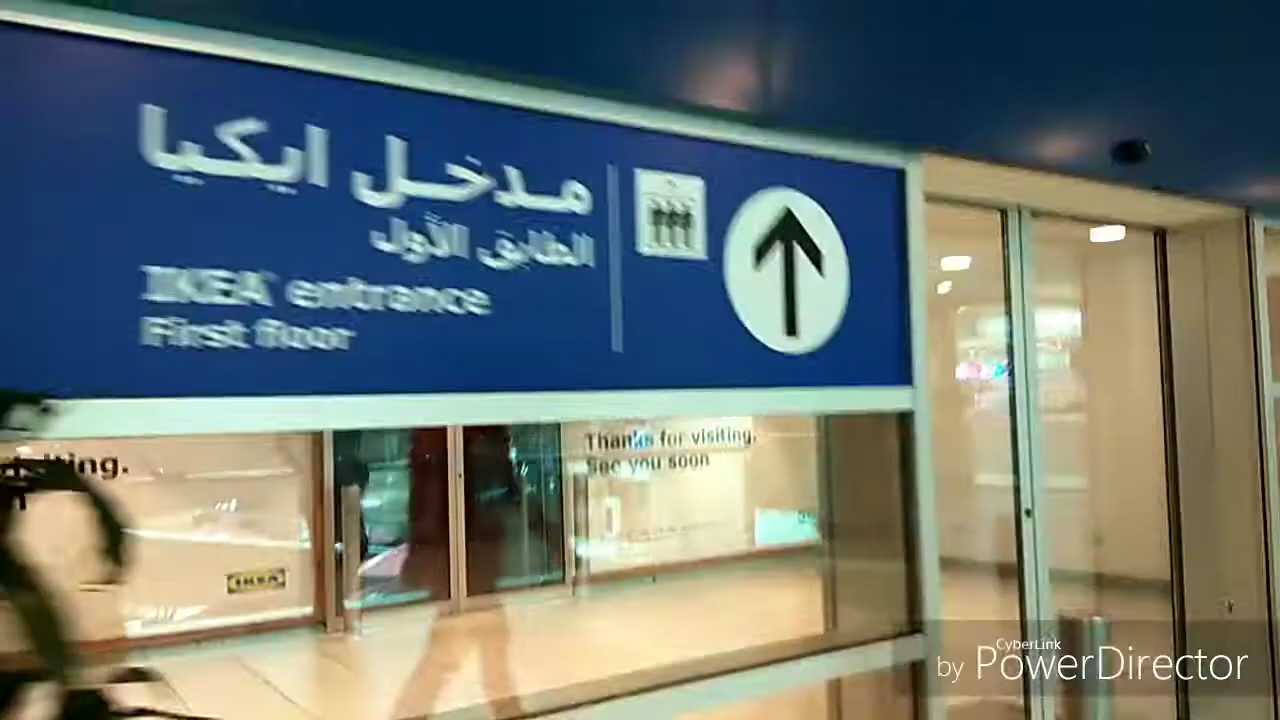 مدخل ايكيا
الطابق الأول
IKEA entrance
First floor
Thanks for visiting.
See you soon
IKEA
CyberLink
by PowerDirector